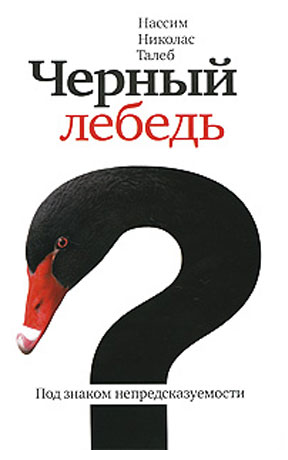 Нассим
Николас
Талеб
Черный
лебедь
Под знаком непредсказуемости